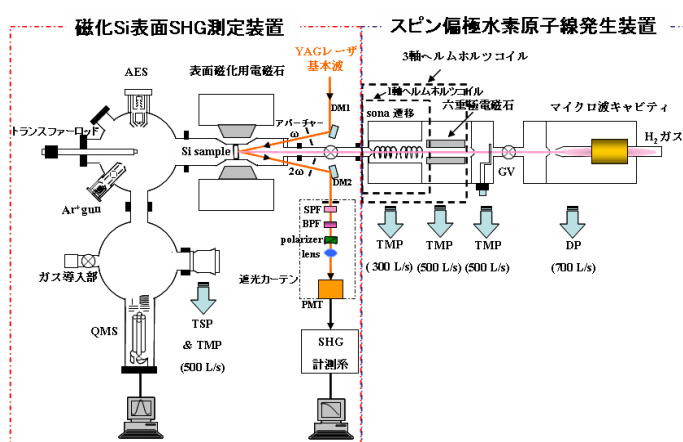 磁化Si表面SHG測定装置
スピン偏極水素原子線発生装置
YAGレーザ
基本波
3軸ヘルムホルツコイル
AES
表面磁化用電磁石
DM1
1軸ヘルムホルツコイル
六重極電磁石
マイクロ波キャビティ
アパーチャー
sona 遷移
H₂ガス
トランスファーロッド
ω
Si sample
2ω
DM2
GV
Ar⁺gun
SPF
BPF
polarizer
lens
TMP
TMP
TMP
DP
(300 L/s)
(500 L/s)
(500 L/s)
(700 L/s)
ガス導入部
遮光カーテン
PMT
QMS
TSP
& TMP
(500 L/s)
SHG
計測系